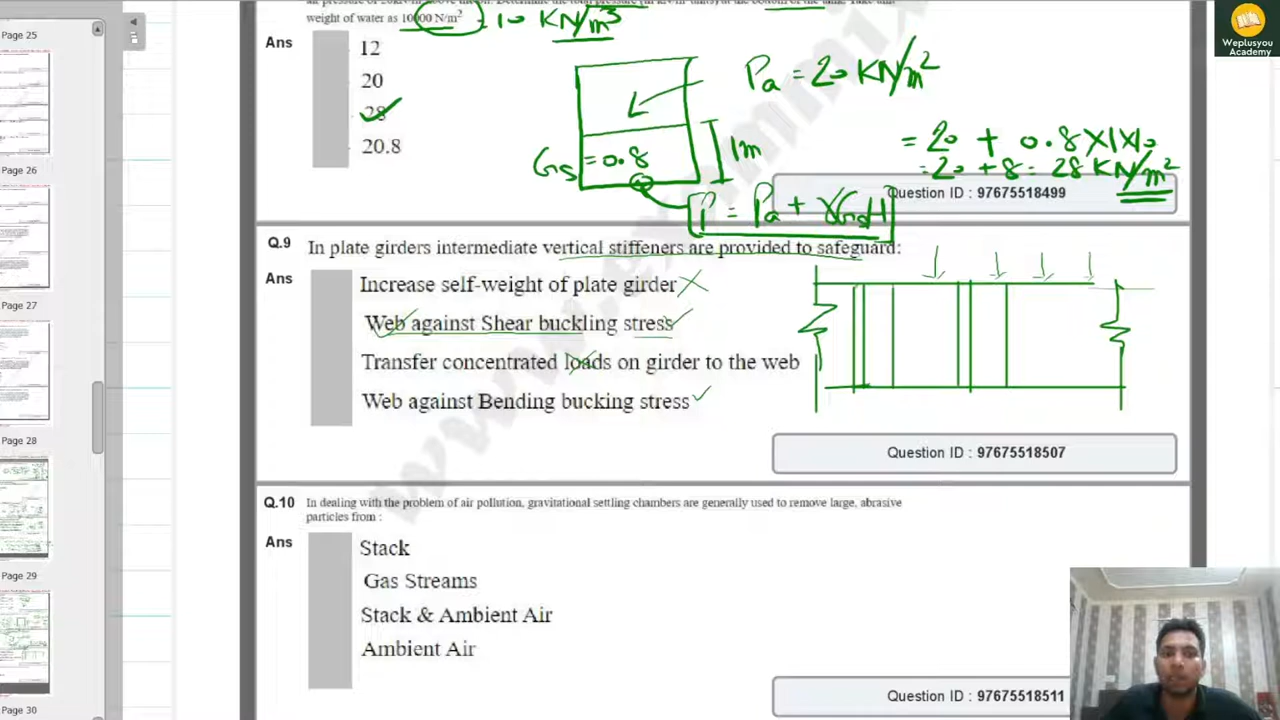 Page 25
Page 26
Page 27
Page 28
Page 29
Page 30
weight of water as 10000 N/m²
10 KN/m³
Ans
12
20
28
20.8
Pa = 20 KN/m²
1m
Gs = 0.8
= 20 + 0.8X1X10
= 20 + 8 = 28 KN/m²
Question ID : 97675518499
Q.9
In plate girders intermediate vertical stiffeners are provided to safeguard:
Ans
Increase self-weight of plate girder
Web against Shear buckling stress
Transfer concentrated loads on girder to the web
Web against Bending bucking stress
Question ID : 97675518507
Q.10
In dealing with the problem of air pollution, gravitational settling chambers are generally used to remove large, abrasive
particles from :
Ans
Stack
Gas Streams
Stack & Ambient Air
Ambient Air
Question ID : 97675518511
Weplusyou
Academy